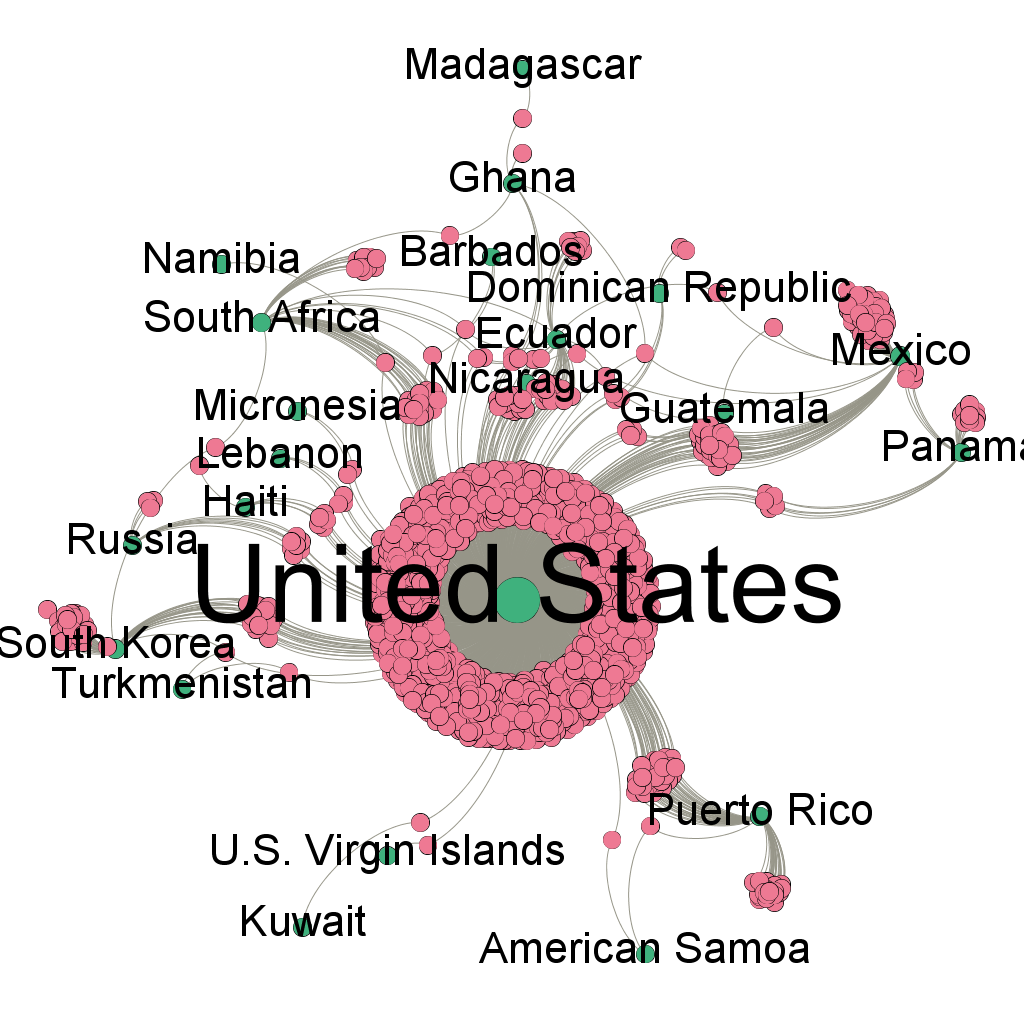 Madagascar
Ghana
Barbados
Namibia
Dominican Republic
South Africa
Ecuador
Mexico
Nicaragua
Micronesia
Guatemala
Panama
Lebanon
Haiti
Russia
United States
South Korea
Turkmenistan
Puerto Rico
U.S. Virgin Islands
Kuwait
American Samoa